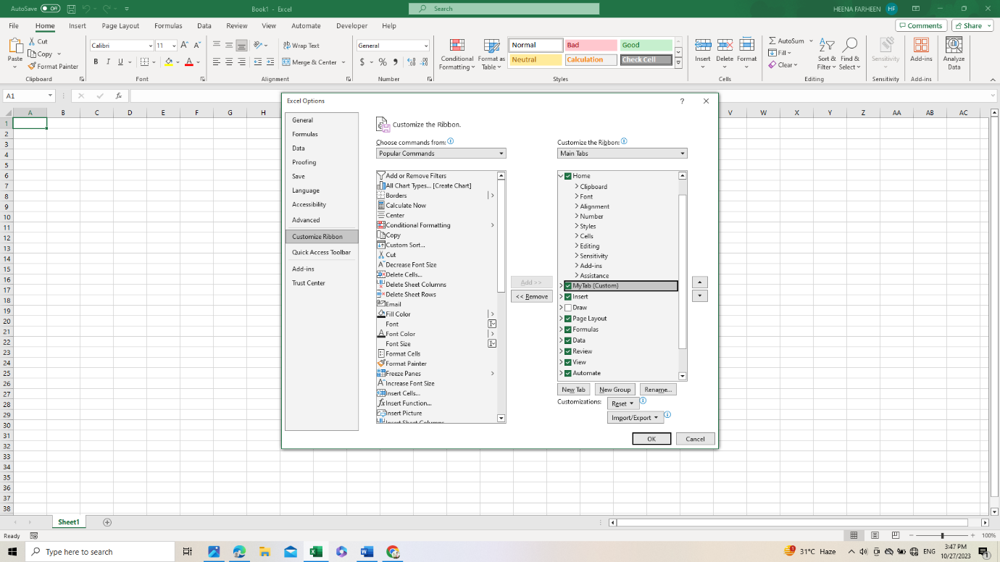 AutoSave Off Book1 - Excel Search HEENA FARHEEN HF
File Home Insert Page Layout Formulas Data Review View Automate Developer Help Comments Share
Paste
Cut
Copy
Format Painter
Clipboard
Calibri 11
B I U
Font
Wrap Text
Merge & Center
Alignment
General
$ % ,
Number
Conditional Formatting
Format as Table
Normal Bad Good
Neutral Calculation Check Cell
Styles
Insert Delete Format
Cells
AutoSum
Fill
Clear
Sort & Filter
Find & Select
Editing
Sensitivity
Sensitivity
Add-ins
Add-ins
Analyze Data
A1
fx
A B C D E F G H V W X Y Z AA AB AC
1
2
3
4
5
6
7
8
9
10
11
12
13
14
15
16
17
18
19
20
21
22
23
24
25
26
27
28
29
30
31
32
33
34
35
36
37
38
Excel Options ?
General
Formulas
Data
Proofing
Save
Language
Accessibility
Advanced
Customize Ribbon
Quick Access Toolbar
Add-ins
Trust Center
Customize the Ribbon.
Choose commands from:
Popular Commands
Add or Remove Filters
All Chart Types... [Create Chart]
Borders
Calculate Now
Center
Conditional Formatting
Copy
Custom Sort...
Cut
Decrease Font Size
Delete Cells...
Delete Sheet Columns
Delete Sheet Rows
Email
Fill Color
Font
Font Color
Font Size
Format Cells
Format Painter
Freeze Panes
Increase Font Size
Insert Cells...
Insert Function...
Insert Picture
Insert Sheet Columns
Add >>
<< Remove
Customize the Ribbon:
Main Tabs
Home
Clipboard
Font
Alignment
Number
Styles
Cells
Editing
Sensitivity
Add-ins
Assistance
MyTab (Custom)
Insert
Draw
Page Layout
Formulas
Data
Review
View
Automate
New Tab New Group Rename...
Customizations: Reset
Import/Export
OK Cancel
Sheet1
Ready 100%
Type here to search 31°C Haze ENG 3:47 PM
10/27/2023